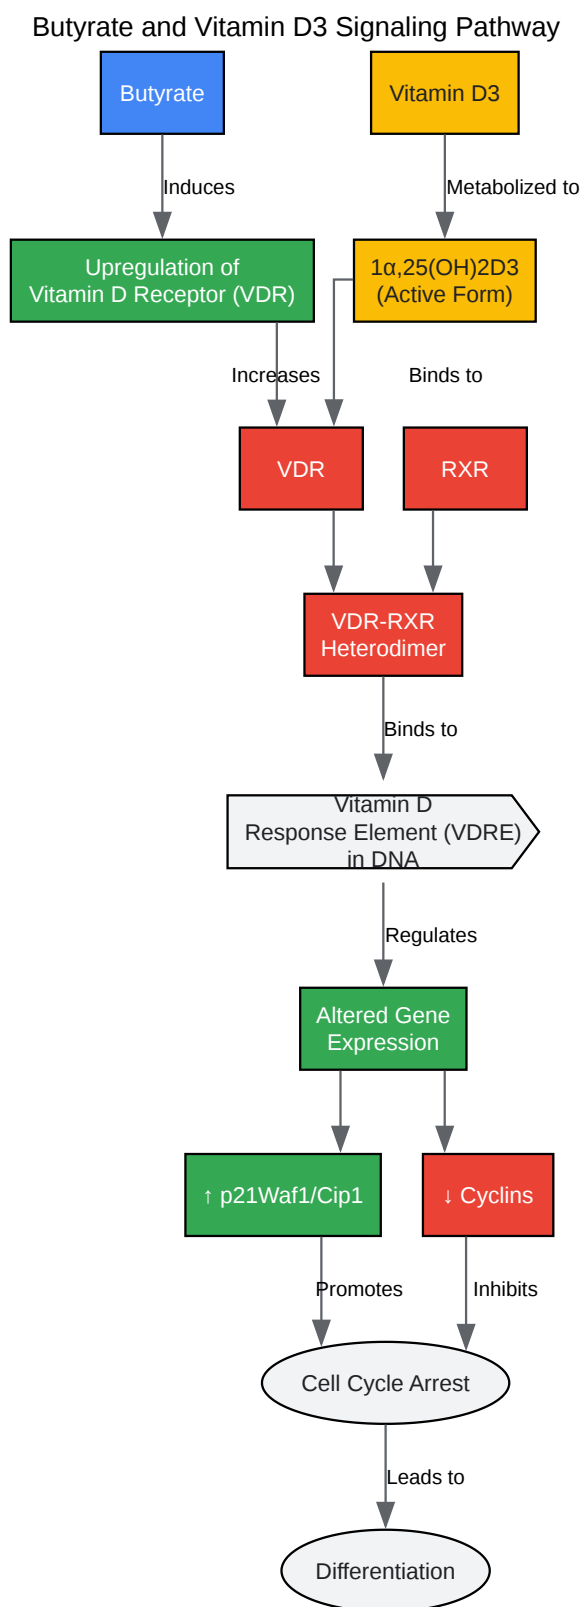 Butyrate and Vitamin D3 Signaling Pathway
Butyrate
Vitamin D3
Induces
Metabolized to
Upregulation of
Vitamin D Receptor (VDR)
1α,25(OH)2D3
(Active Form)
Increases
Binds to
VDR
RXR
VDR-RXR
Heterodimer
Binds to
Vitamin D
Response Element (VDRE)
in DNA
Regulates
Altered Gene
Expression
↑ p21Waf1/Cip1
↓ Cyclins
Promotes
Inhibits
Cell Cycle Arrest
Leads to
Differentiation